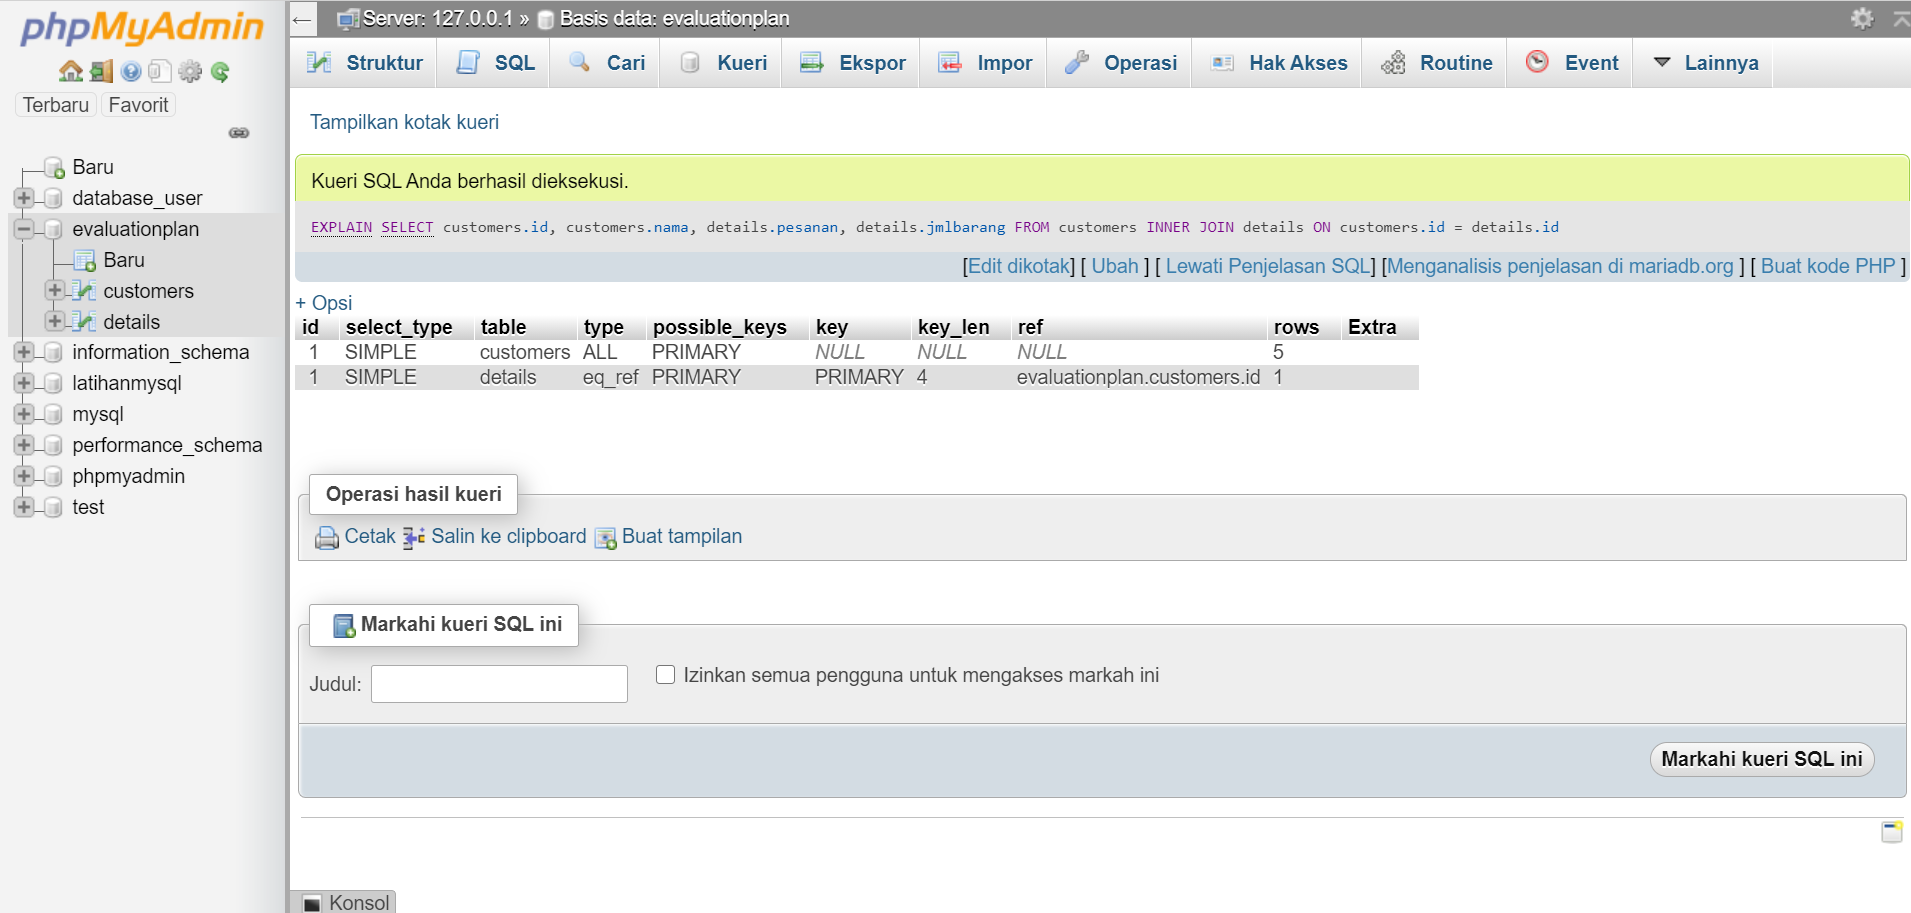 phpMyAdmin
Terbaru Favorit
Baru
database_user
evaluationplan
Baru
customers
details
information_schema
latihanmysql
mysql
performance_schema
phpmyadmin
test
Server: 127.0.0.1 » Basis data: evaluationplan
Struktur SQL Cari Kueri Ekspor Impor Operasi Hak Akses Routine Event Lainnya
Tampilkan kotak kueri
Kueri SQL Anda berhasil dieksekusi.
EXPLAIN SELECT customers.id, customers.nama, details.pesanan, details.jmlbarang FROM customers INNER JOIN details ON customers.id = details.id
[Edit dikotak] [ Ubah ] [ Lewati Penjelasan SQL] [Menganalisis penjelasan di mariadb.org ] [ Buat kode PHP ]
+ Opsi
id select_type table type possible_keys key key_len ref rows Extra
1 SIMPLE customers ALL PRIMARY NULL NULL NULL 5
1 SIMPLE details eq_ref PRIMARY PRIMARY 4 evaluationplan.customers.id 1
Operasi hasil kueri
Cetak Salin ke clipboard Buat tampilan
Markahi kueri SQL ini
Judul: Izinkan semua pengguna untuk mengakses markah ini
Markahi kueri SQL ini
Konsol